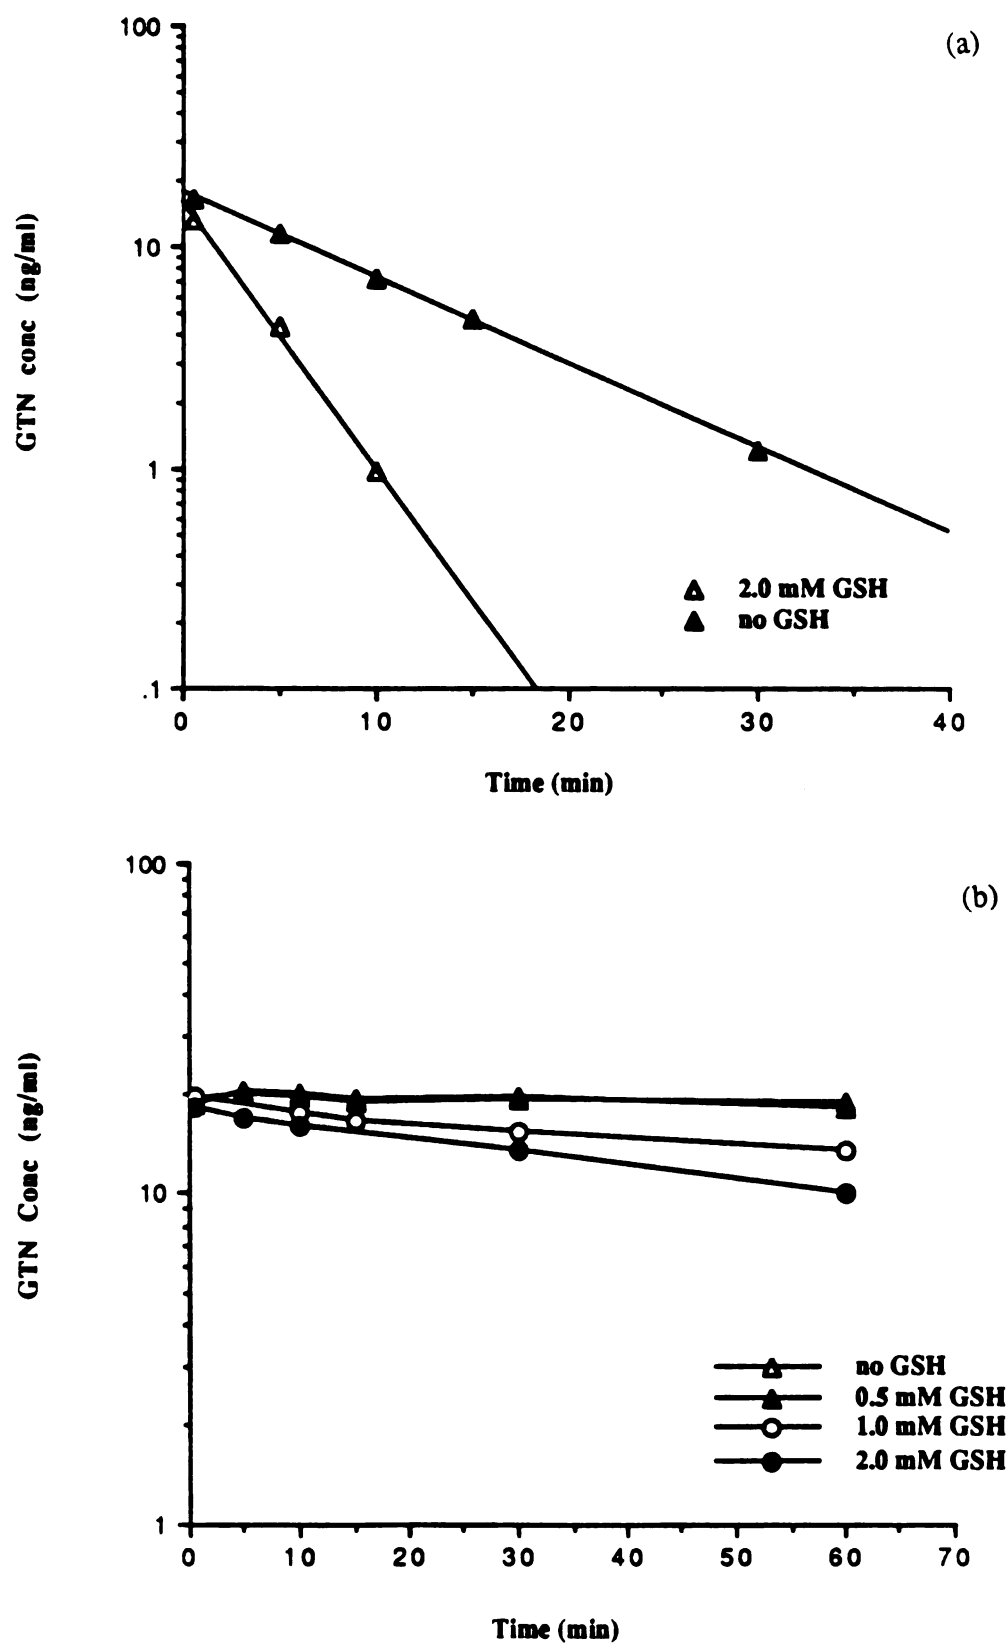 (a)
100
10
1
.1
GTN conc (ng/ml)
2.0 mM GSH
no GSH
0 10 20 30 40
Time (min)
(b)
100
10
1
GTN Conc (ng/ml)
no GSH
0.5 mM GSH
1.0 mM GSH
2.0 mM GSH
0 10 20 30 40 50 60 70
Time (min)